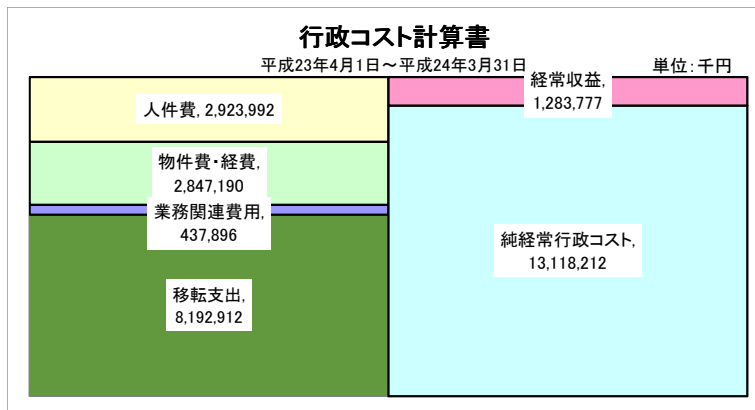 行政コスト計算書
平成23年4月1日～平成24年3月31日
単位：千円
人件費, 2,923,992
物件費・経費,
2,847,190
業務関連費用,
437,896
移転支出,
8,192,912
経常収益,
1,283,777
純経常行政コスト,
13,118,212